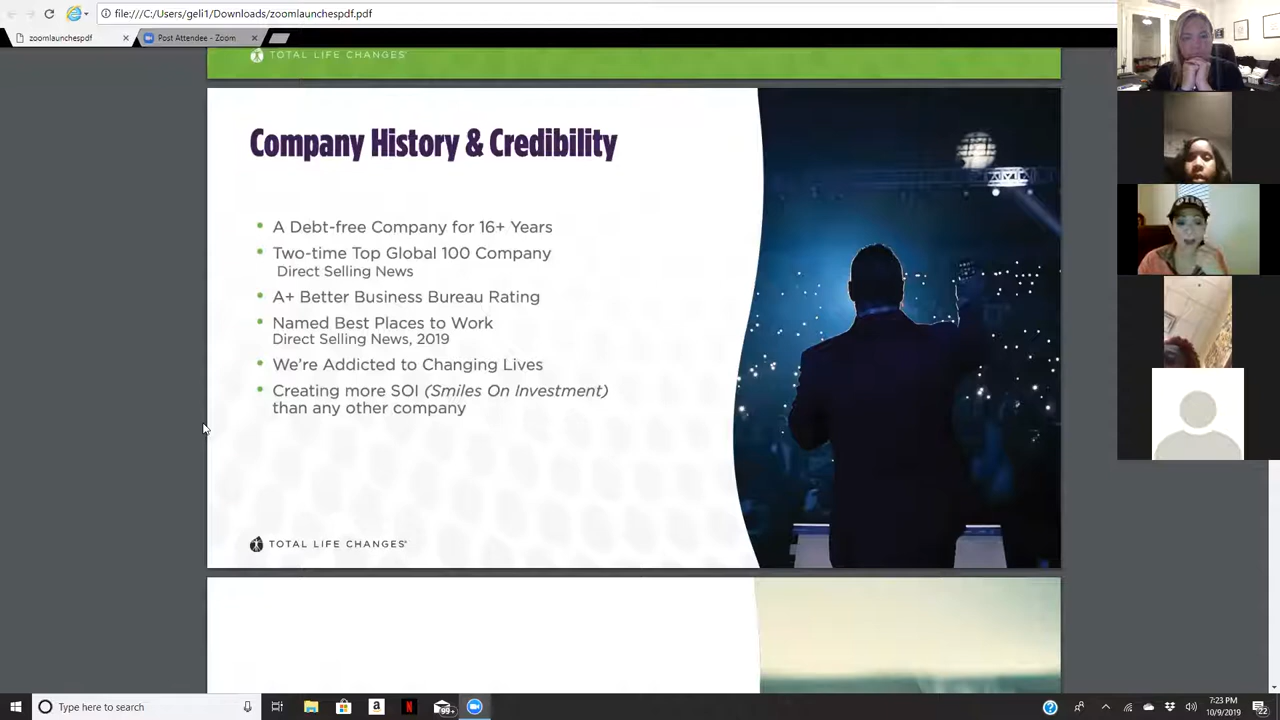 file:///C:/Users/geli1/Downloads/zoomlaunchespdf.pdf
zoomlaunchespdf
Post Attendee - Zoom
TOTAL LIFE CHANGES®
Company History & Credibility
• A Debt-free Company for 16+ Years
• Two-time Top Global 100 Company
Direct Selling News
• A+ Better Business Bureau Rating
• Named Best Places to Work
Direct Selling News, 2019
• We're Addicted to Changing Lives
• Creating more SOI (Smiles On Investment)
than any other company
TOTAL LIFE CHANGES®
Type here to search
99+
7:23 PM
10/9/2019
22